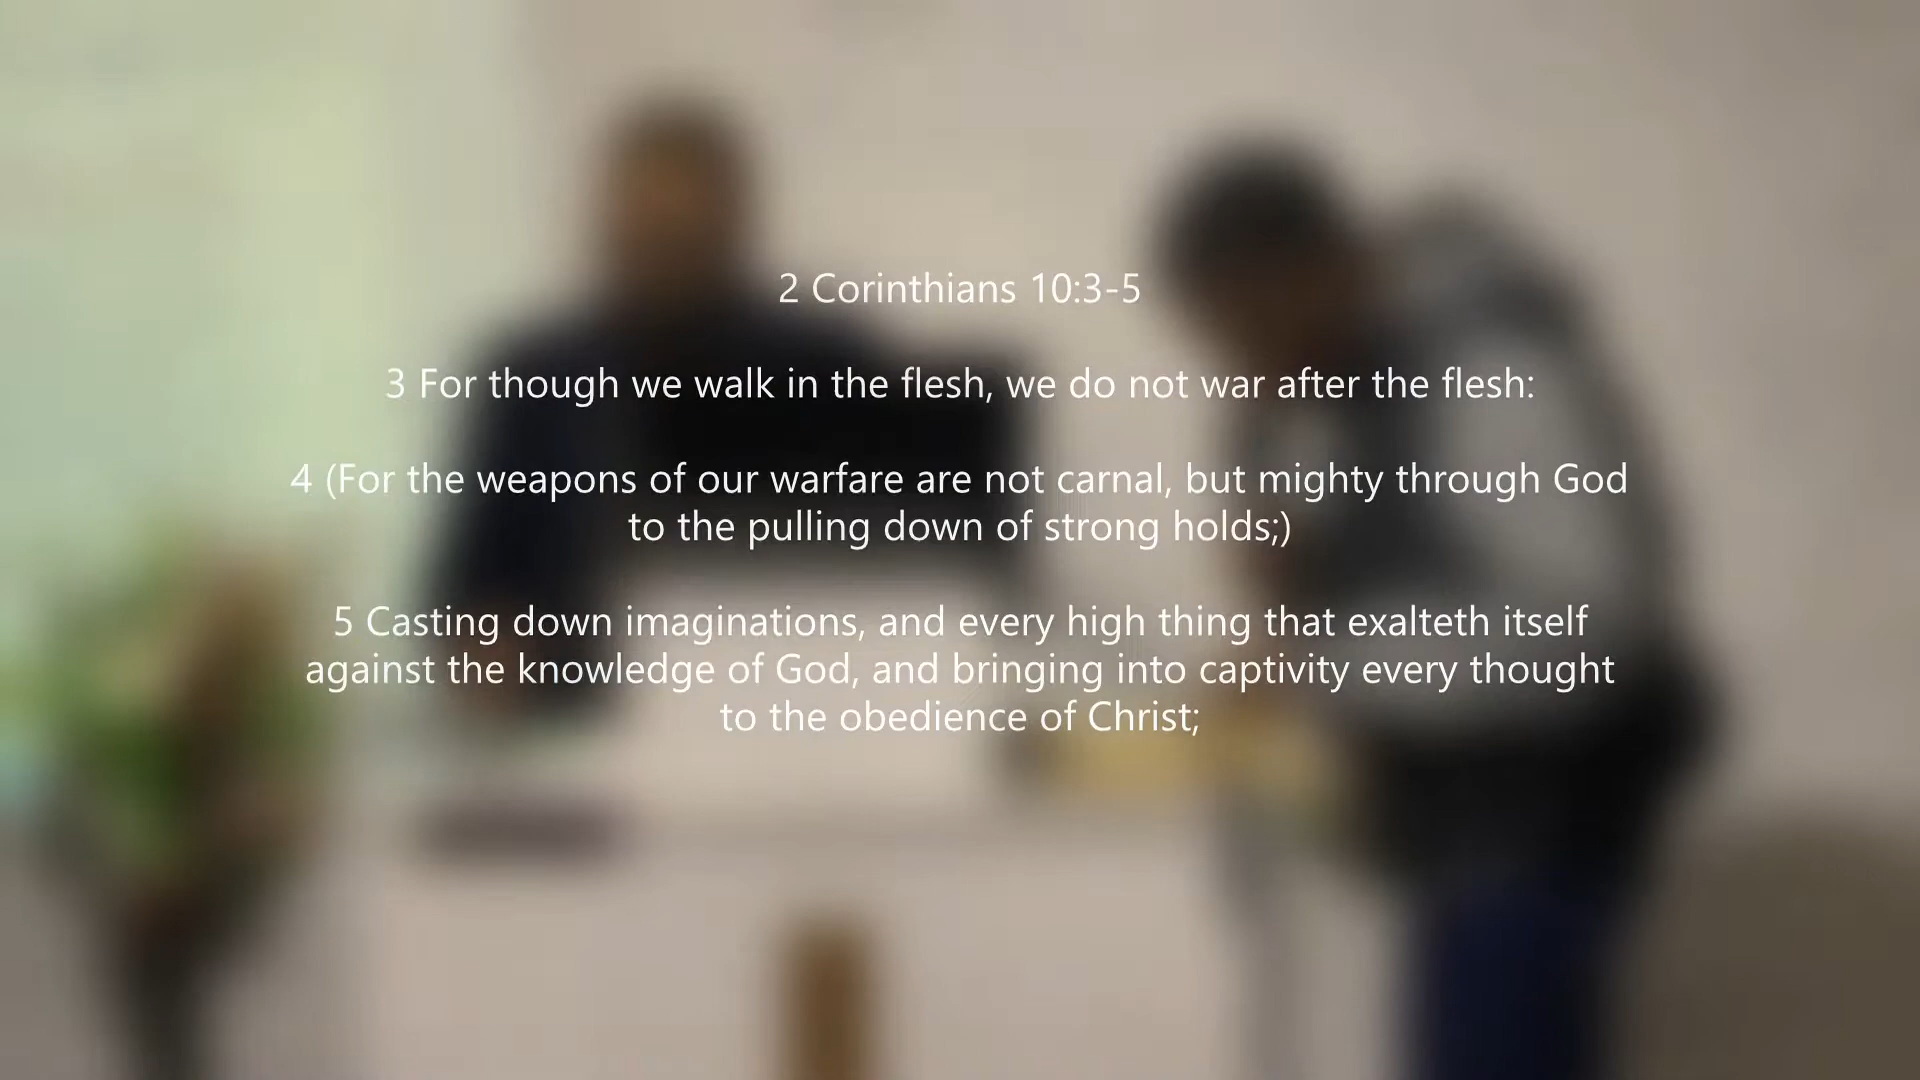 2 Corinthians 10:3-5
3 For though we walk in the flesh, we do not war after the flesh:
4 (For the weapons of our warfare are not carnal, but mighty through God
to the pulling down of strong holds;)
5 Casting down imaginations, and every high thing that exalteth itself
against the knowledge of God, and bringing into captivity every thought
to the obedience of Christ;